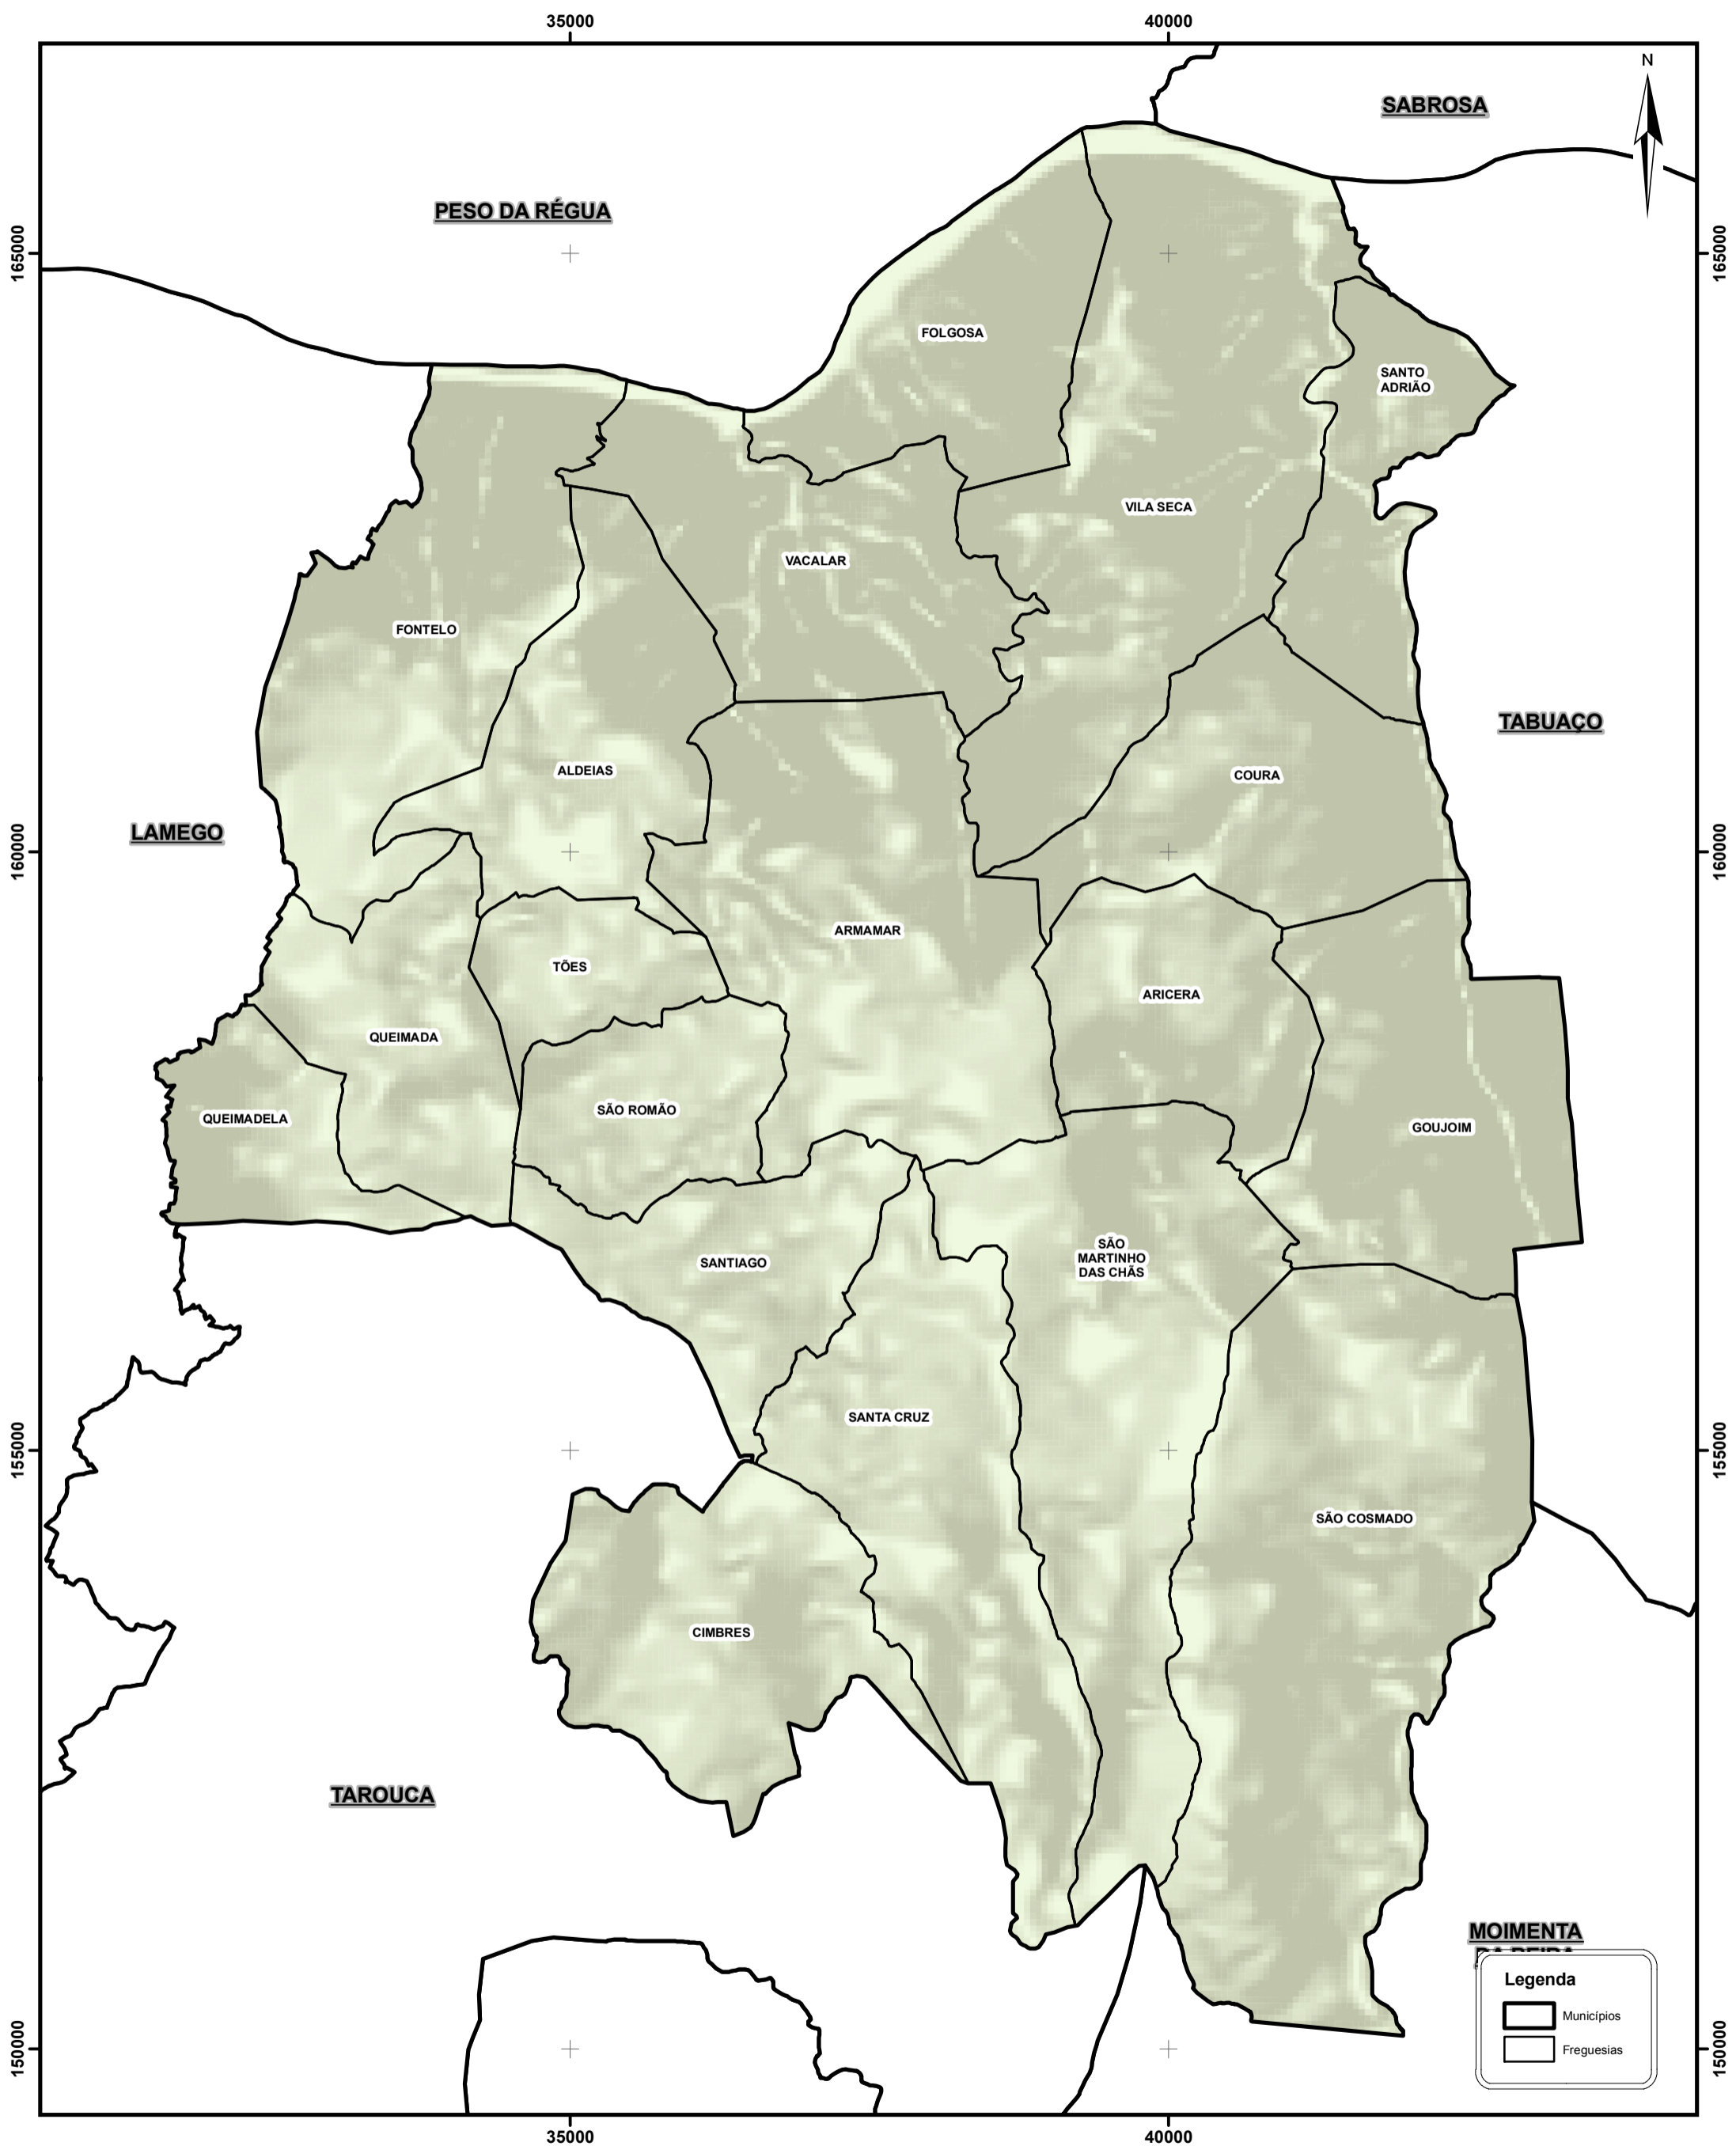 35000
40000
N
SABROSA
PESO DA RÉGUA
165000
165000
FOLGOSA
SANTO
ADRIÃO
VILA SECA
VACALAR
FONTELO
TABUAÇO
ALDEIAS
COURA
LAMEGO
160000
160000
ARMAMAR
TÕES
ARICERA
QUEIMADA
SÃO ROMÃO
QUEIMADELA
GOUJOIM
SÃO
MARTINHO
DAS CHÃS
SANTIAGO
SANTA CRUZ
155000
155000
SÃO COSMADO
CIMBRES
TAROUCA
MOIMENTA
DA BEIRA
Legenda
Municípios
Freguesias
150000
150000
35000
40000